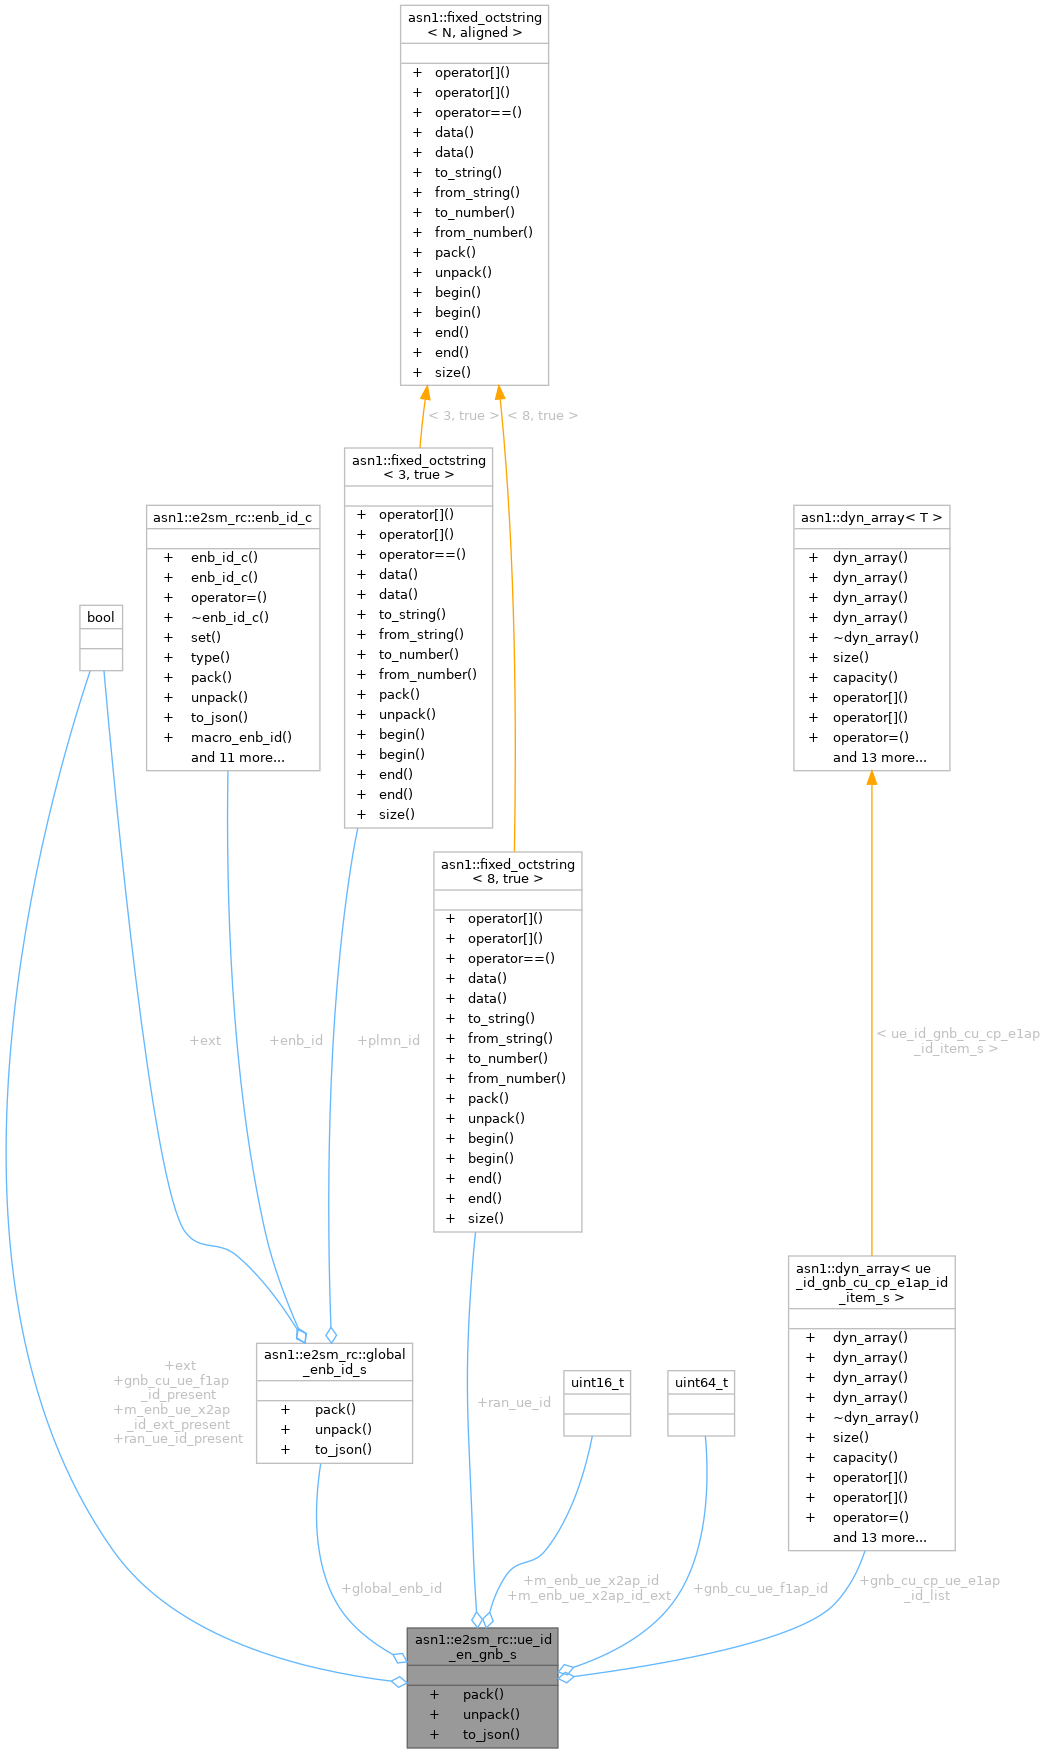 asn1::fixed_octstring
< N, aligned >
+ operator[]()
+ operator[]()
+ operator==()
+ data()
+ data()
+ to_string()
+ from_string()
+ to_number()
+ from_number()
+ pack()
+ unpack()
+ begin()
+ begin()
+ end()
+ end()
+ size()
< 3, true >
< 8, true >
asn1::fixed_octstring
< 3, true >
+ operator[]()
+ operator[]()
+ operator==()
+ data()
+ data()
+ to_string()
+ from_string()
+ to_number()
+ from_number()
+ pack()
+ unpack()
+ begin()
+ begin()
+ end()
+ end()
+ size()
asn1::e2sm_rc::enb_id_c
+ enb_id_c()
+ enb_id_c()
+ operator=()
+ ~enb_id_c()
+ set()
+ type()
+ pack()
+ unpack()
+ to_json()
+ macro_enb_id()
and 11 more...
asn1::dyn_array< T >
+ dyn_array()
+ dyn_array()
+ dyn_array()
+ dyn_array()
+ ~dyn_array()
+ size()
+ capacity()
+ operator[]()
+ operator[]()
+ operator=()
and 13 more...
bool
asn1::fixed_octstring
< 8, true >
+ operator[]()
+ operator[]()
+ operator==()
+ data()
+ data()
+ to_string()
+ from_string()
+ to_number()
+ from_number()
+ pack()
+ unpack()
+ begin()
+ begin()
+ end()
+ end()
+ size()
+ext
+enb_id
+plmn_id
< ue_id_gnb_cu_cp_e1ap
_id_item_s >
asn1::dyn_array< ue
_id_gnb_cu_cp_e1ap_id
_item_s >
+ dyn_array()
+ dyn_array()
+ dyn_array()
+ dyn_array()
+ ~dyn_array()
+ size()
+ capacity()
+ operator[]()
+ operator[]()
+ operator=()
and 13 more...
asn1::e2sm_rc::global
_enb_id_s
+ pack()
+ unpack()
+ to_json()
+ext
+gnb_cu_ue_f1ap
_id_present
+m_enb_ue_x2ap
_id_ext_present
+ran_ue_id_present
+ran_ue_id
uint16_t
uint64_t
+global_enb_id
+m_enb_ue_x2ap_id
+m_enb_ue_x2ap_id_ext
+gnb_cu_ue_f1ap_id
+gnb_cu_cp_ue_e1ap
_id_list
asn1::e2sm_rc::ue_id
_en_gnb_s
+ pack()
+ unpack()
+ to_json()